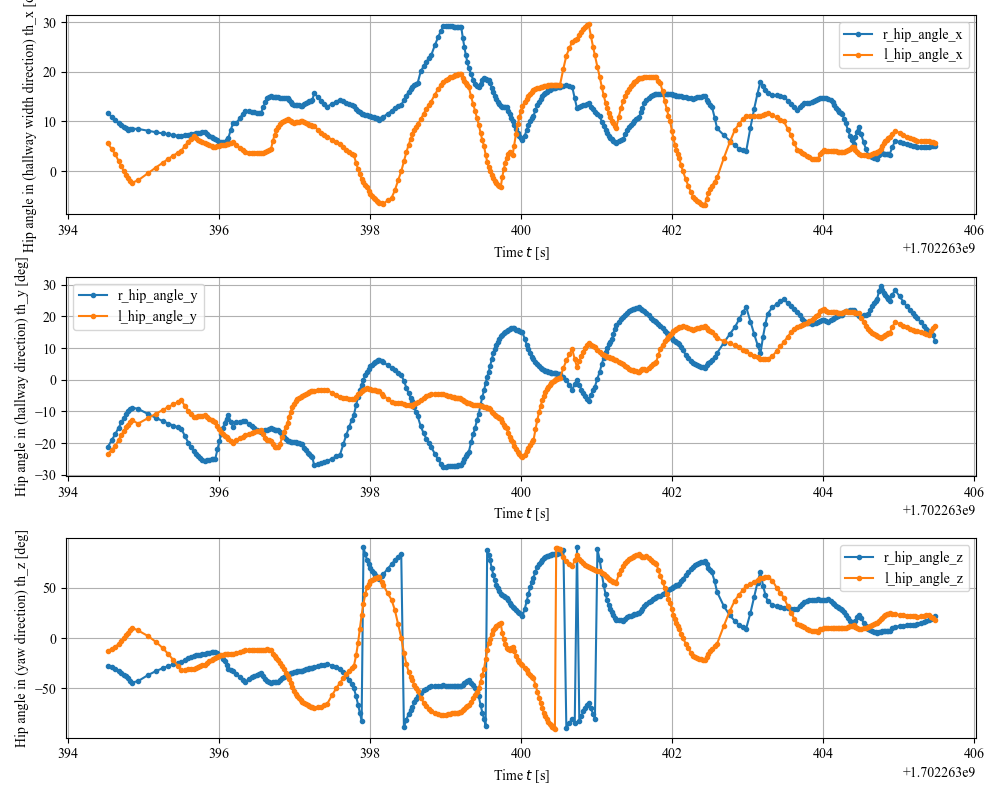 Hip angle in (hallway width direction) th_x [d
30
20
10
0
r_hip_angle_x
l_hip_angle_x
394
396
398
400
402
404
406
Time t [s]
+1.702263e9
Hip angle in (hallway direction) th_y [deg]
30
20
10
0
−10
−20
−30
r_hip_angle_y
l_hip_angle_y
394
396
398
400
402
404
406
Time t [s]
+1.702263e9
Hip angle in (yaw direction) th_z [deg]
50
0
−50
r_hip_angle_z
l_hip_angle_z
394
396
398
400
402
404
406
Time t [s]
+1.702263e9